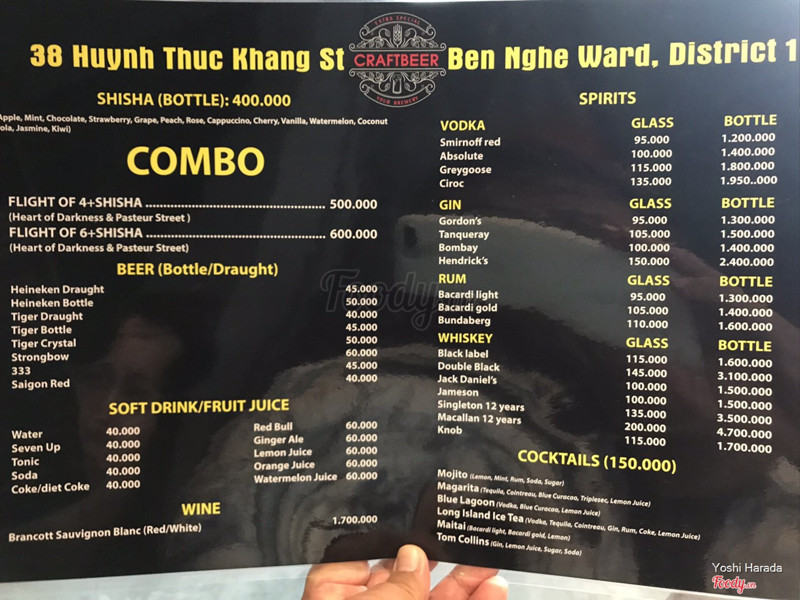 38 Huynh Thuc Khang St
EXTRA SPECIAL
CRAFTBEER
YOUR BREWERY
Ben Nghe Ward, District 1
SHISHA (BOTTLE): 400.000
Apple, Mint, Chocolate, Strawberry, Grape, Peach, Rose, Cappuccino, Cherry, Vanilla, Watermelon, Coconut
ola, Jasmine, Kiwi)
COMBO
FLIGHT OF 4+SHISHA ................................................ 500.000
(Heart of Darkness & Pasteur Street )
FLIGHT OF 6+SHISHA ................................................ 600.000
(Heart of Darkness & Pasteur Street)
BEER (Bottle/Draught)
Heineken Draught 45.000
Heineken Bottle 50.000
Tiger Draught 40.000
Tiger Bottle 45.000
Tiger Crystal 50.000
Strongbow 60.000
333 45.000
Saigon Red 40.000
SOFT DRINK/FRUIT JUICE
Water 40.000
Seven Up 40.000
Tonic 40.000
Soda 40.000
Coke/diet Coke 40.000
Red Bull 60.000
Ginger Ale 60.000
Lemon Juice 60.000
Orange Juice 60.000
Watermelon Juice 60.000
WINE
Brancott Sauvignon Blanc (Red/White) 1.700.000
SPIRITS
VODKA GLASS BOTTLE
Smirnoff red 95.000 1.200.000
Absolute 100.000 1.400.000
Greygoose 115.000 1.800.000
Ciroc 135.000 1.950..000
GIN GLASS BOTTLE
Gordon's 95.000 1.300.000
Tanqueray 105.000 1.500.000
Bombay 100.000 1.400.000
Hendrick's 150.000 2.400.000
RUM GLASS BOTTLE
Bacardi light 95.000 1.300.000
Bacardi gold 105.000 1.400.000
Bundaberg 110.000 1.600.000
WHISKEY GLASS BOTTLE
Black label 115.000 1.600.000
Double Black 145.000 3.100.000
Jack Daniel's 100.000 1.500.000
Jameson 100.000 1.500.000
Singleton 12 years 135.000 3.500.000
Macallan 12 years 200.000 4.700.000
Knob 115.000 1.700.000
COCKTAILS (150.000)
Mojito (Lemon, Mint, Rum, Soda, Sugar)
Magarita (Tequila, Cointreau, Blue Curacao, Triplesec, Lemon Juice)
Blue Lagoon (Vodka, Blue Curacao, Lemon Juice)
Long Island Ice Tea (Vodka, Tequila, Cointreau, Gin, Rum, Coke, Lemon Juice)
Maitai (Bacardi light, Bacardi gold, Lemon)
Tom Collins (Gin, Lemon Juice, Sugar, Soda)
Foody
Yoshi Harada
Foody.vn